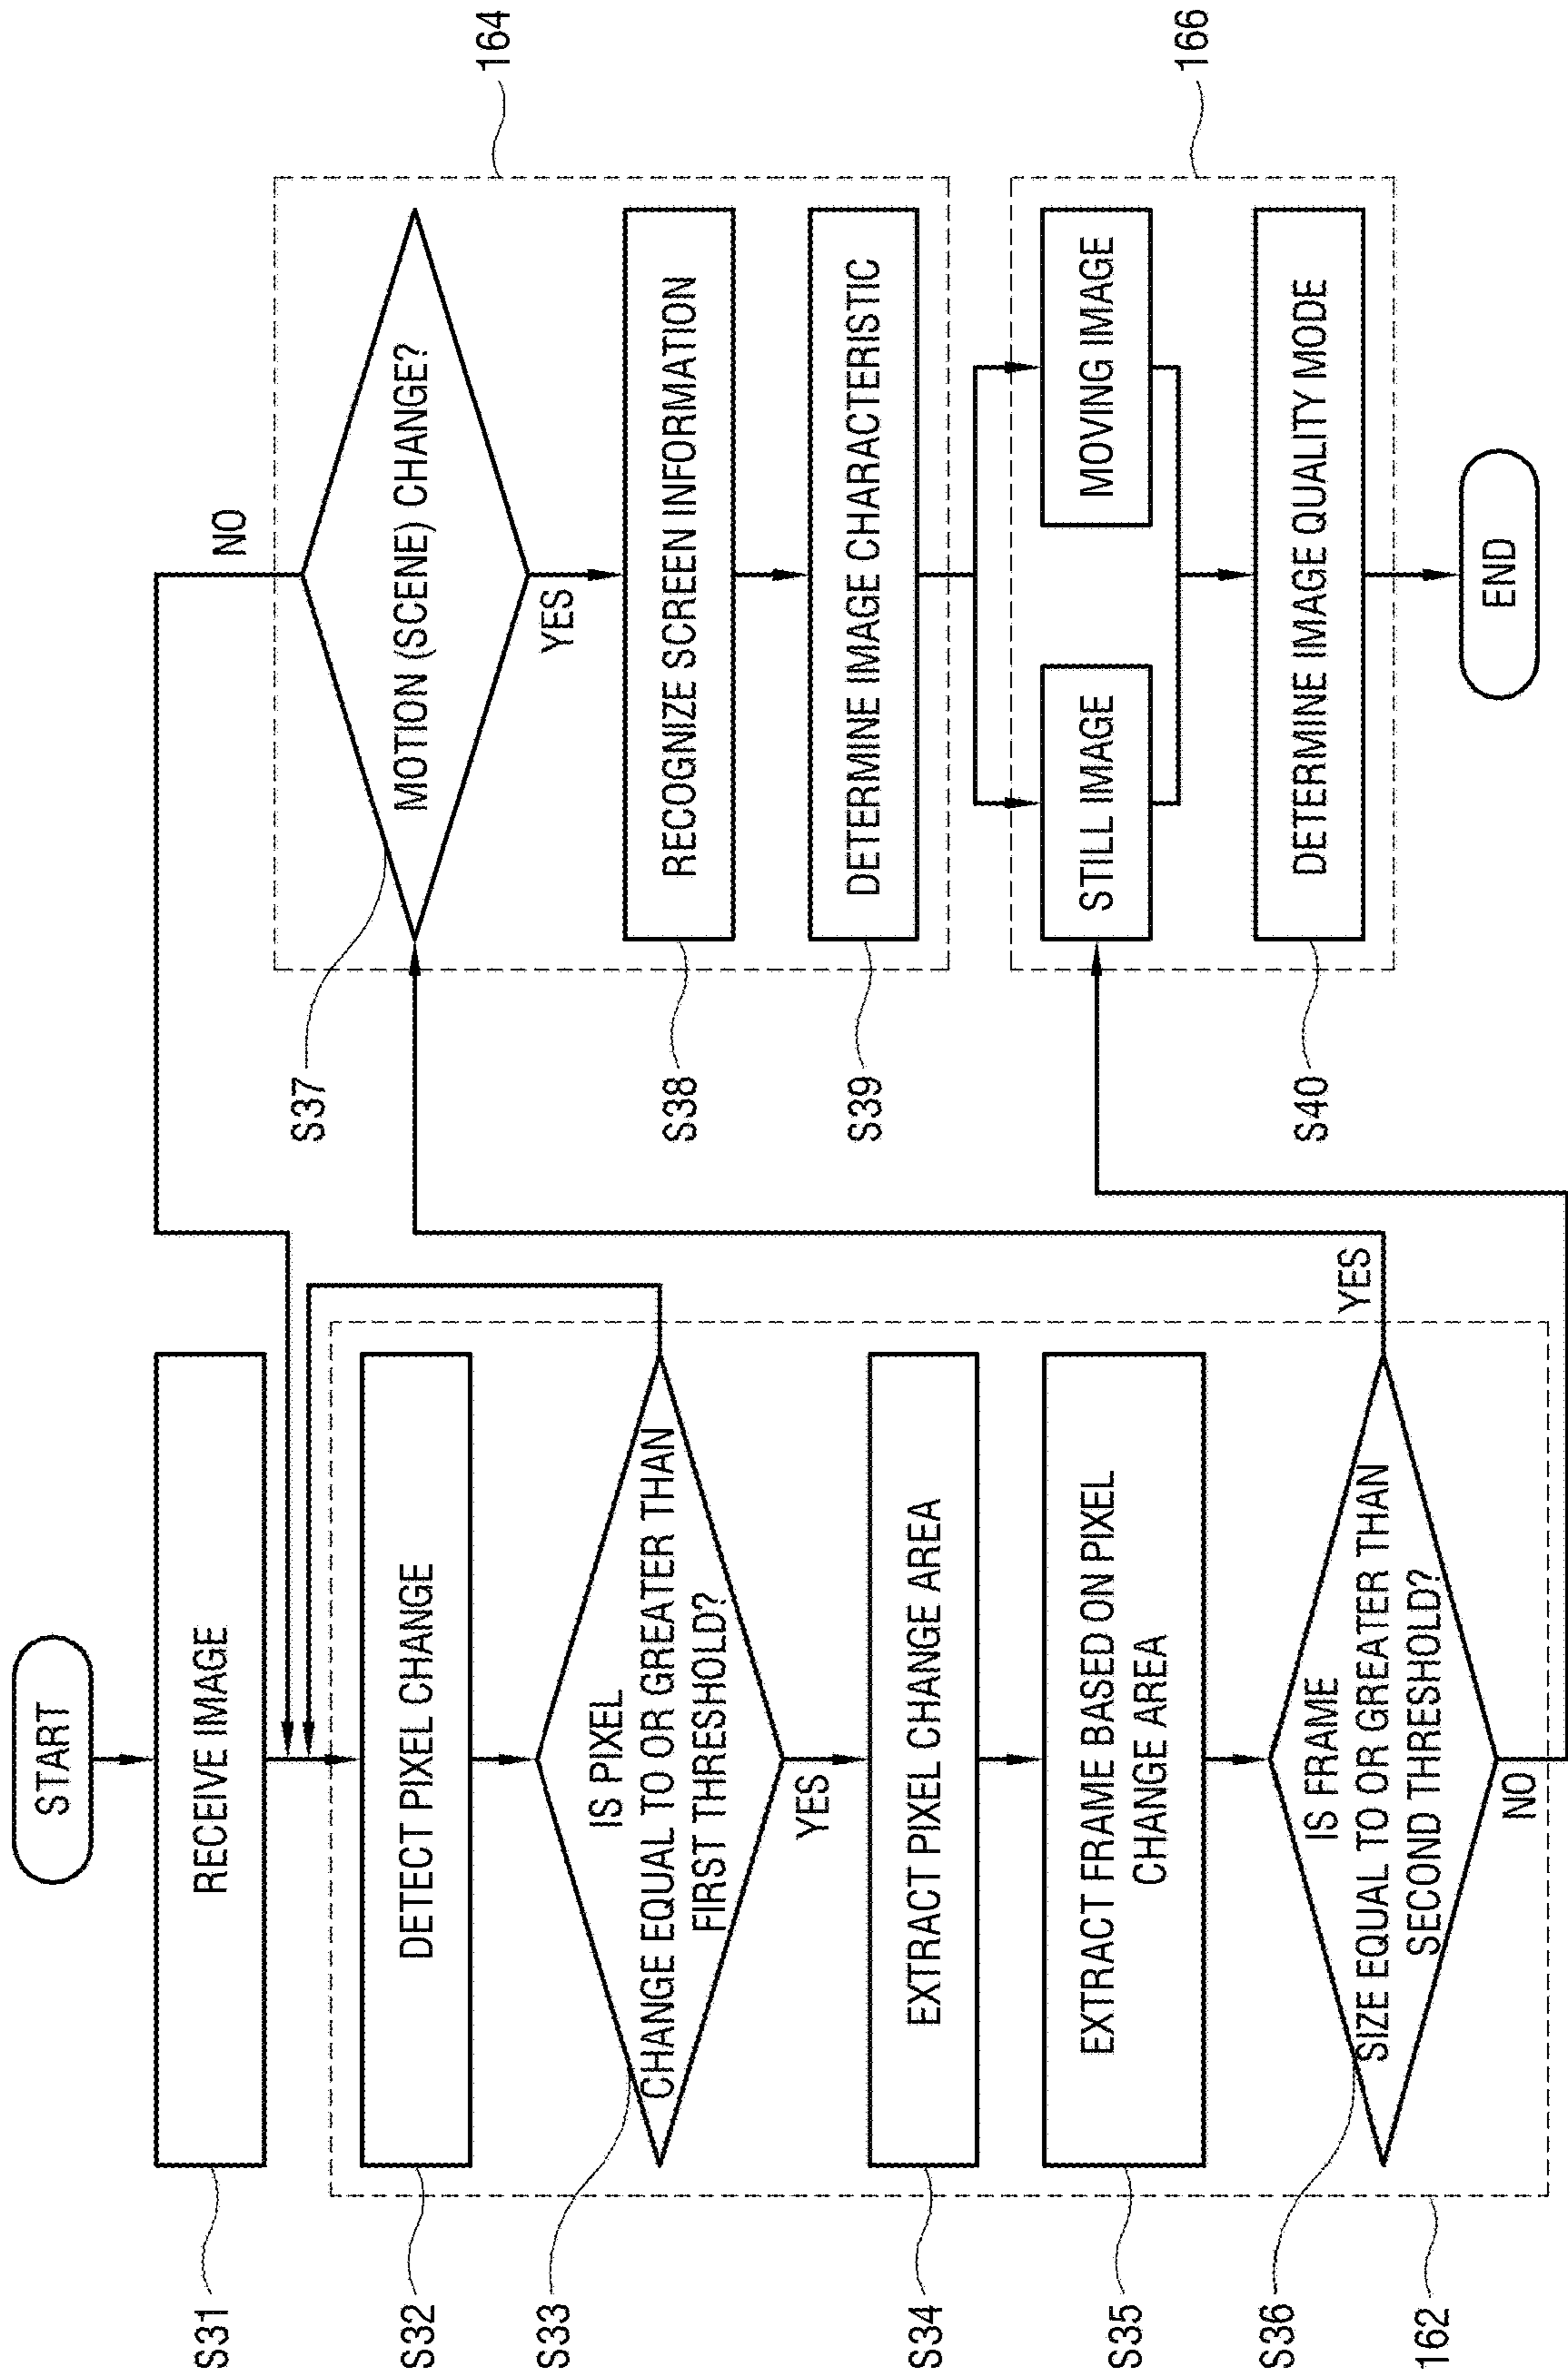 START
S31
RECEIVE IMAGE
S32
DETECT PIXEL CHANGE
S33
IS PIXEL
CHANGE EQUAL TO OR GREATER THAN
FIRST THRESHOLD?
YES
S34
EXTRACT PIXEL CHANGE AREA
S35
EXTRACT FRAME BASED ON PIXEL
CHANGE AREA
S36
IS FRAME
SIZE EQUAL TO OR GREATER THAN
SECOND THRESHOLD?
YES
NO
162
NO
S37
MOTION (SCENE) CHANGE?
164
YES
S38
RECOGNIZE SCREEN INFORMATION
S39
DETERMINE IMAGE CHARACTERISTIC
STILL IMAGE
MOVING IMAGE
166
S40
DETERMINE IMAGE QUALITY MODE
END